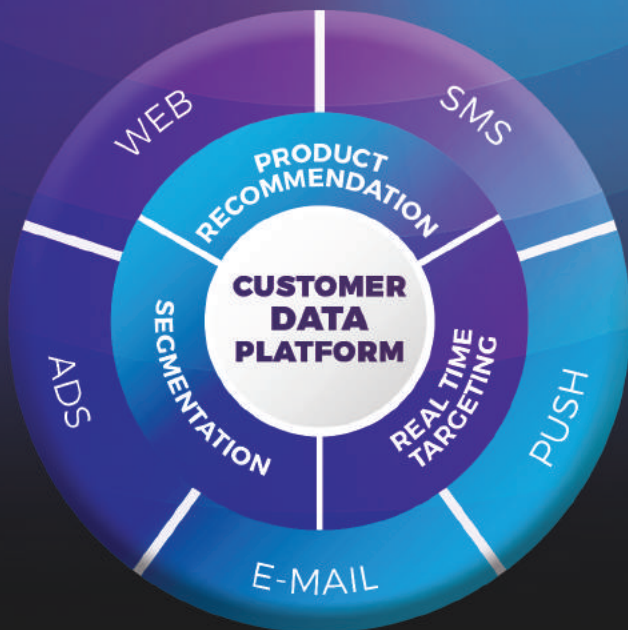 WEB
SMS
PRODUCT
RECOMMENDATION
CUSTOMER
DATA
PLATFORM
SEGMENTATION
REAL TIME
TARGETING
ADS
PUSH
E-MAIL